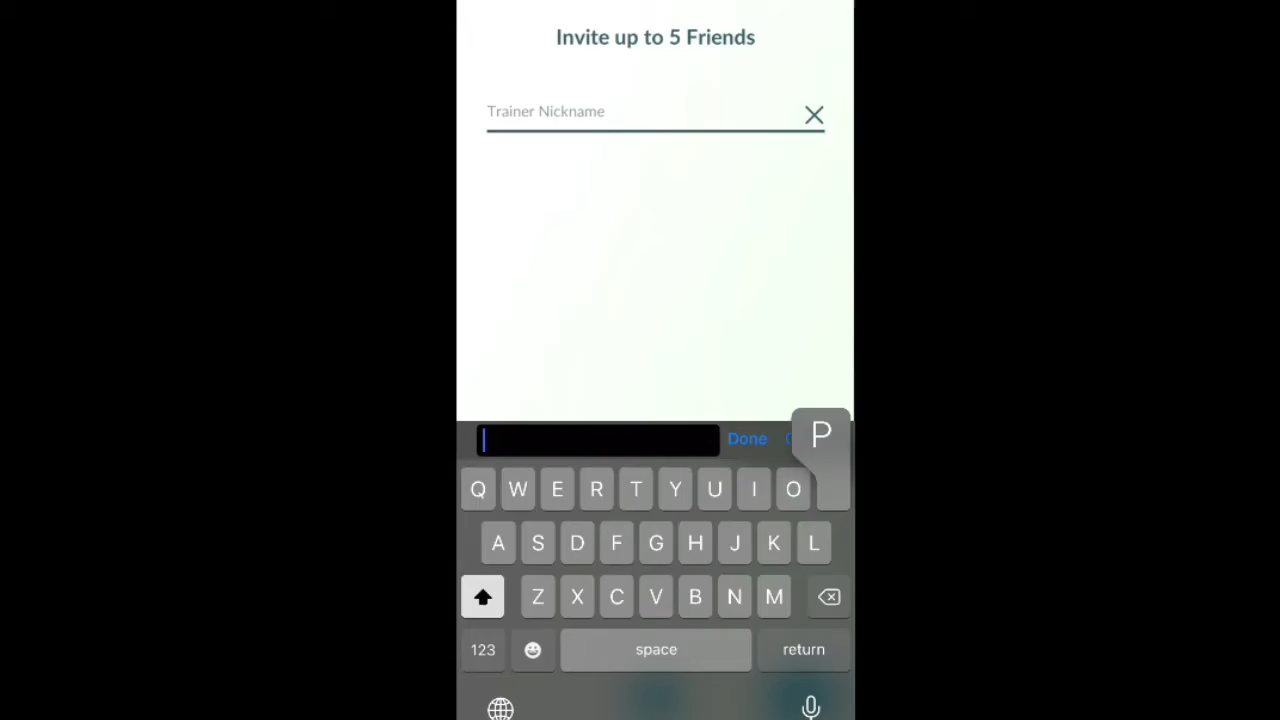 Invite up to 5 Friends
Trainer Nickname
Done
P
Q W E R T Y U I O
A S D F G H J K L
Z X C V B N M
123 space return